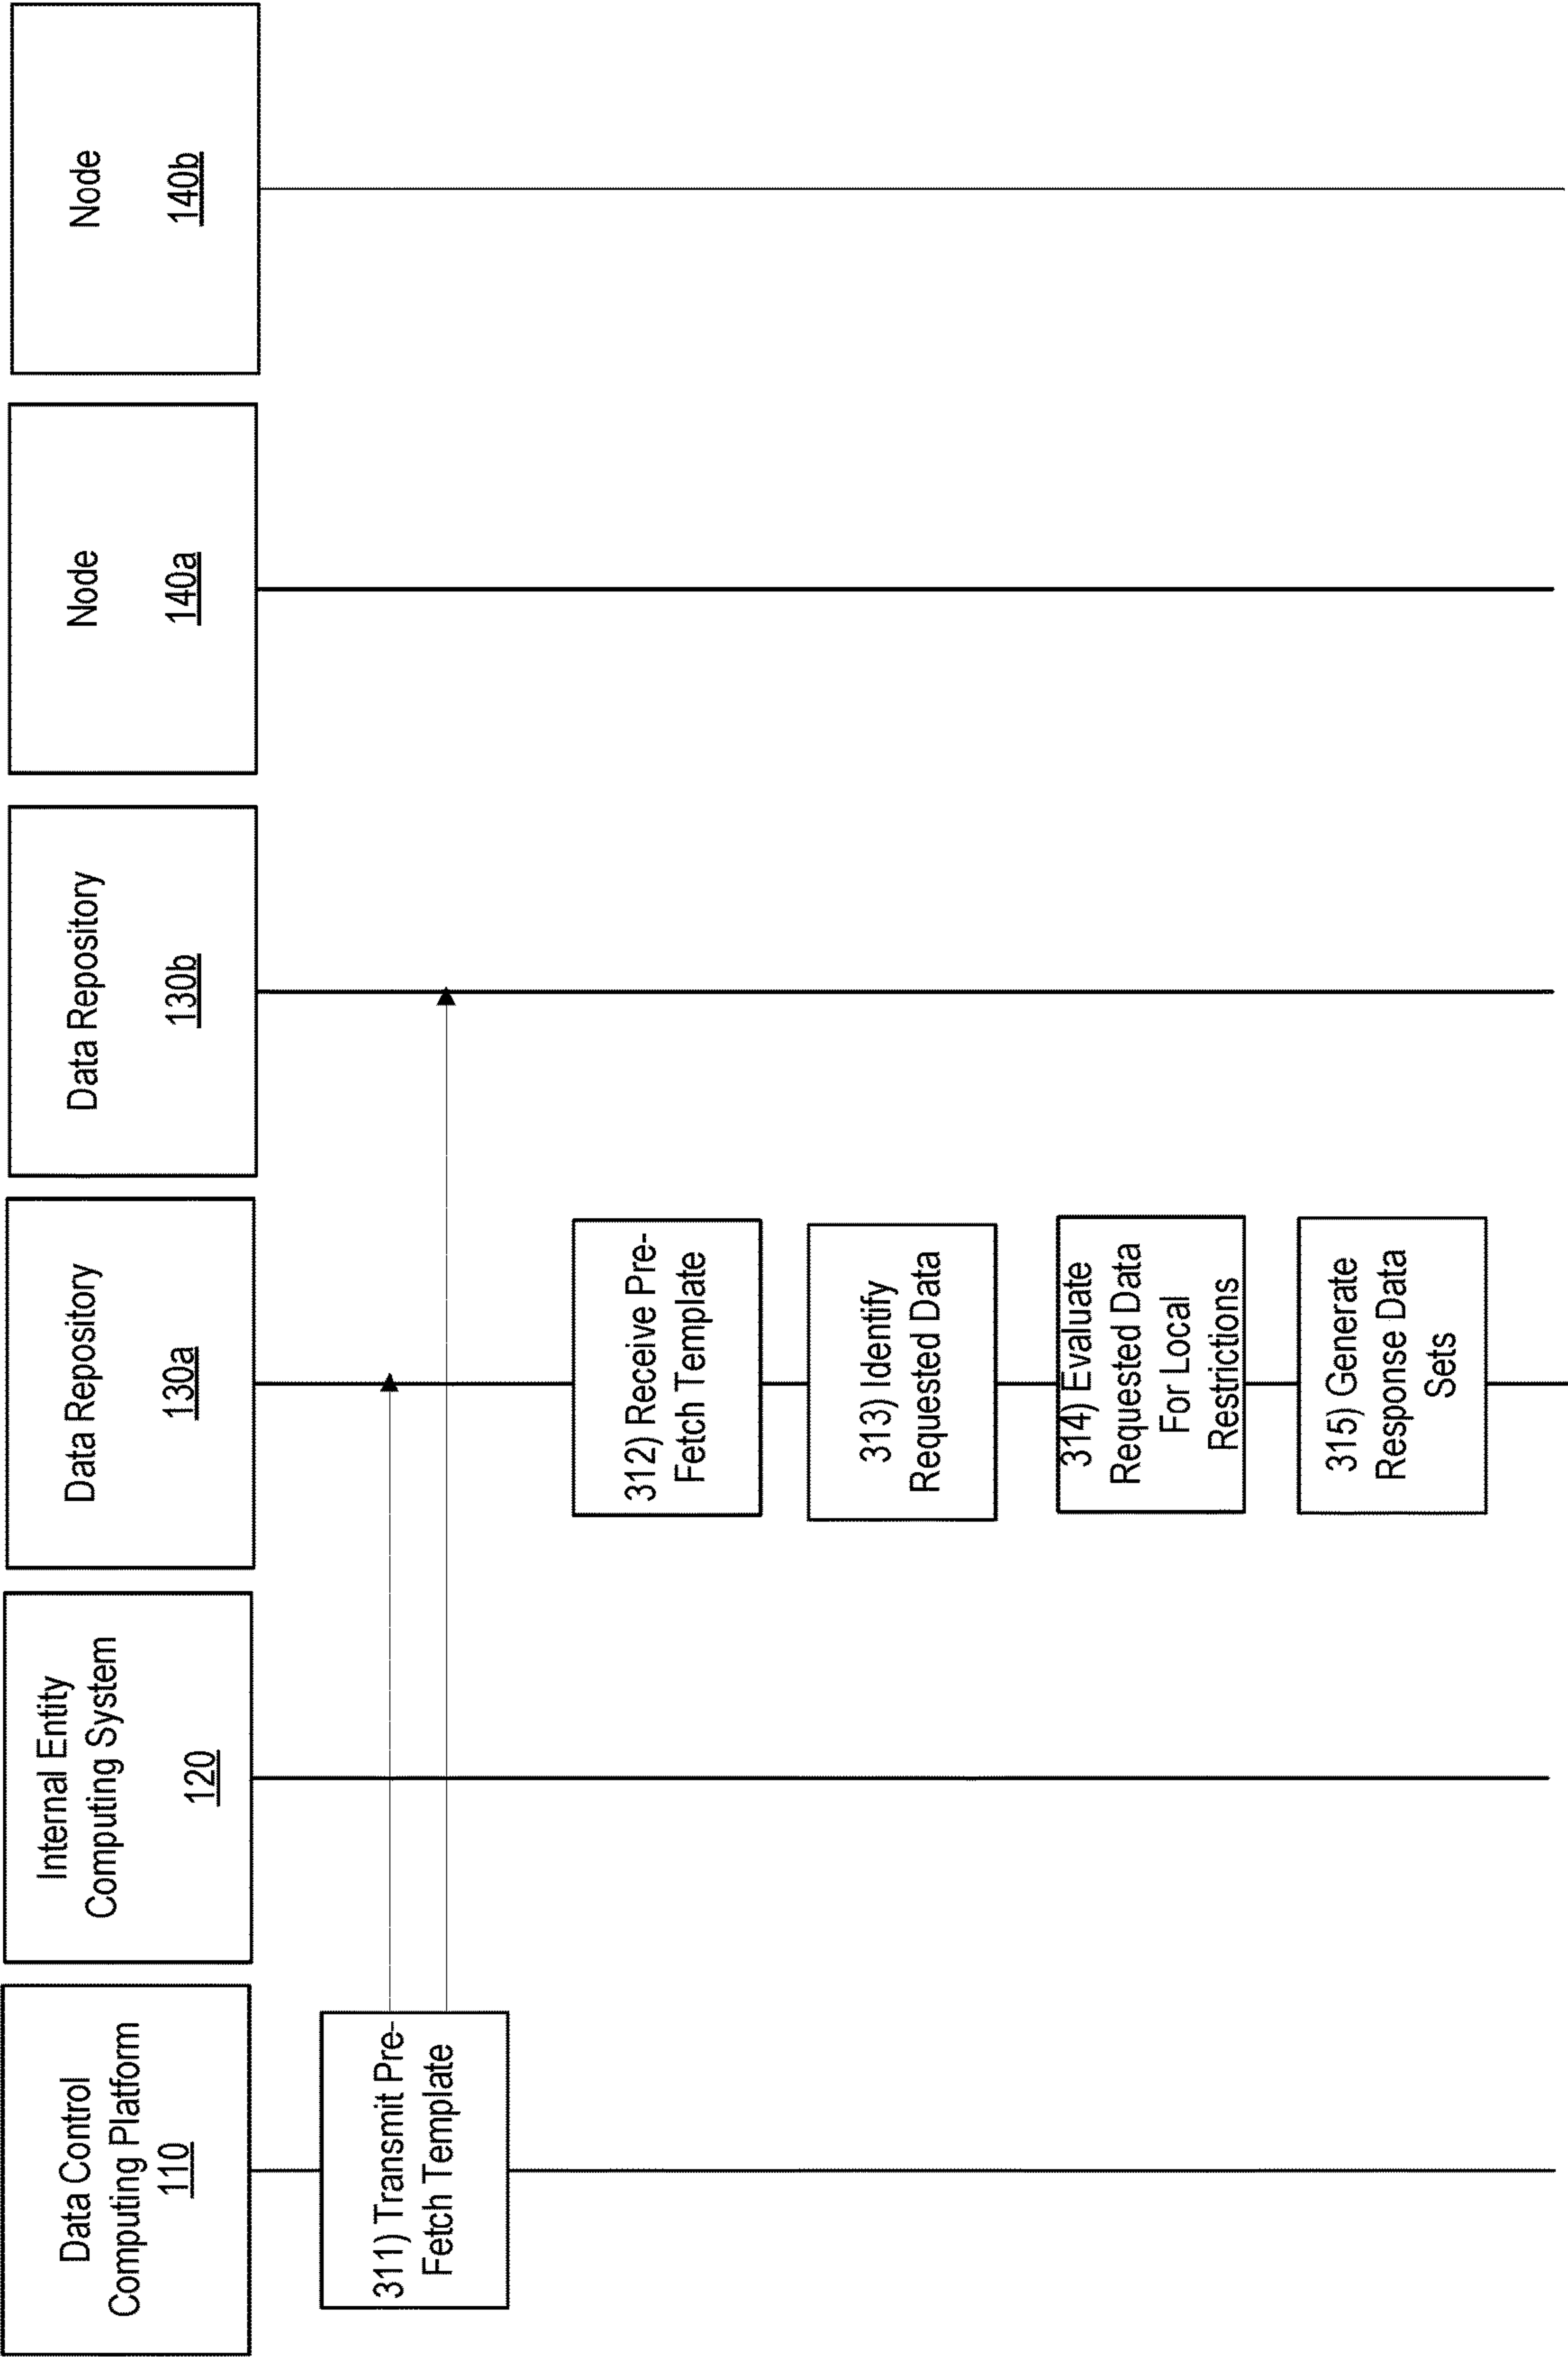 Data Control
Computing Platform
110
Internal Entity
Computing System
120
Data Repository
130a
Data Repository
130b
Node
140a
Node
140b
311) Transmit Pre-
Fetch Template
312) Receive Pre-
Fetch Template
313) Identify
Requested Data
314) Evaluate
Requested Data
For Local
Restrictions
315) Generate
Response Data
Sets